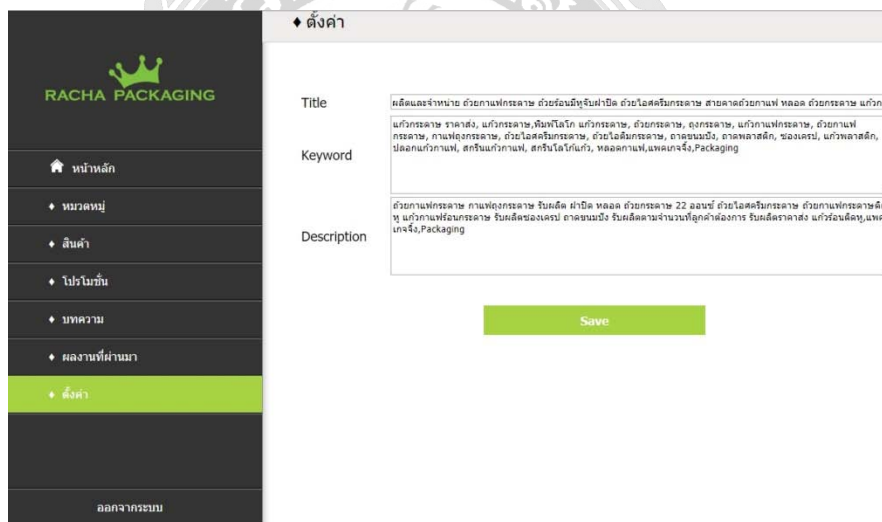 ♦ ตั้งค่า
RACHA PACKAGING
หน้าหลัก
♦ หมวดหมู่
♦ สินค้า
♦ โปรโมชั่น
♦ บทความ
♦ ผลงานที่ผ่านมา
♦ ตั้งค่า
ออกจากระบบ
Title
ผลิตและจำหน่าย ถ้วยกาแฟกระดาษ ถ้วยร้อนมีหูจับฝาปิด ถ้วยไอศครีมกระดาษ สายคาดถ้วยกาแฟ หลอด ถ้วยกระดาษ แก้วก
Keyword
แก้วกระดาษ ราคาส่ง, แก้วกระดาษ,พิมพ์โลโก แก้วกระดาษ, ถ้วยกระดาษ, ถุงกระดาษ, แก้วกาแฟกระดาษ, ถ้วยกาแฟ
กระดาษ, กาแฟถุงกระดาษ, ถ้วยไอศครีมกระดาษ, ถ้วยไอติมกระดาษ, ถาดขนมปัง, ถาดพลาสติก, ซองเครป, แก้วพลาสติก,
ปลอกแก้วกาแฟ, สกรีนแก้วกาแฟ, สกรีนโลโก้แก้ว, หลอดกาแฟ,แพคเกจจิ้ง,Packaging
Description
ถ้วยกาแฟกระดาษ กาแฟถุงกระดาษ รับผลิต ฝาปิด หลอด ถ้วยกระดาษ 22 ออนซ์ ถ้วยไอศครีมกระดาษ ถ้วยกาแฟกระดาษติด
หู แก้วกาแฟร้อนกระดาษ รับผลิตซองเครป ถาดขนมปัง รับผลิตตามจำนวนที่ลูกค้าต้องการ รับผลิตราคาส่ง แก้วร้อนติดหู,แพค
เกจจิ้ง,Packaging
Save